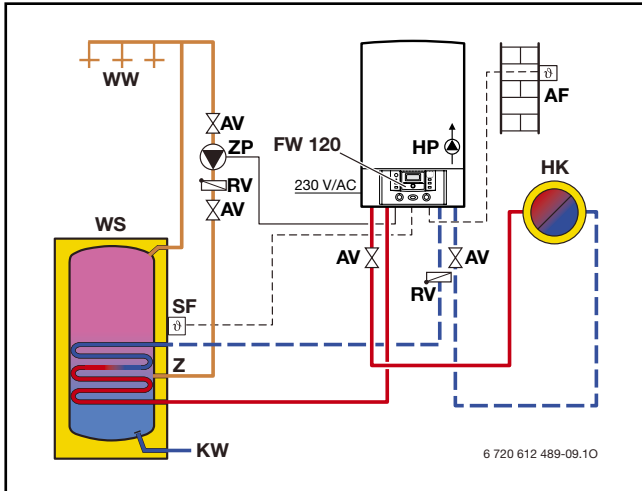 WW
AV
ZP
RV
AV
FW 120
HP
230 V/AC
ϑ
AF
HK
WS
SF
ϑ
Z
AV
RV
AV
KW
6 720 612 489-09.1O